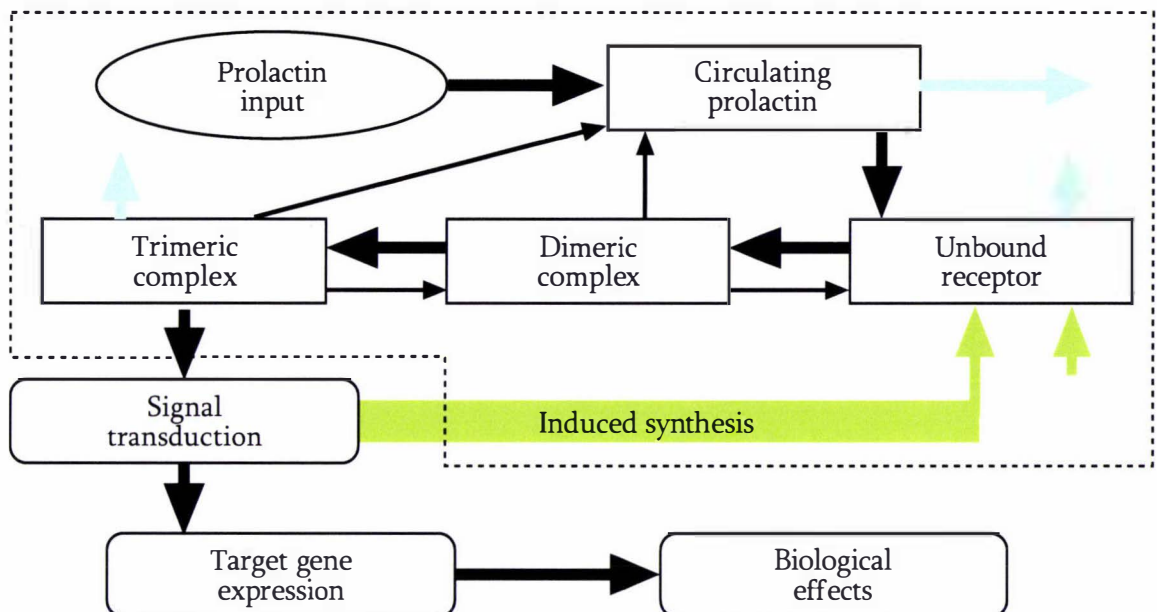 Prolactin
input
Circulating
prolactin
Trimeric
complex
Dimeric
complex
Unbound
receptor
Signal
transduction
Induced synthesis
Target gene
expression
Biological
effects